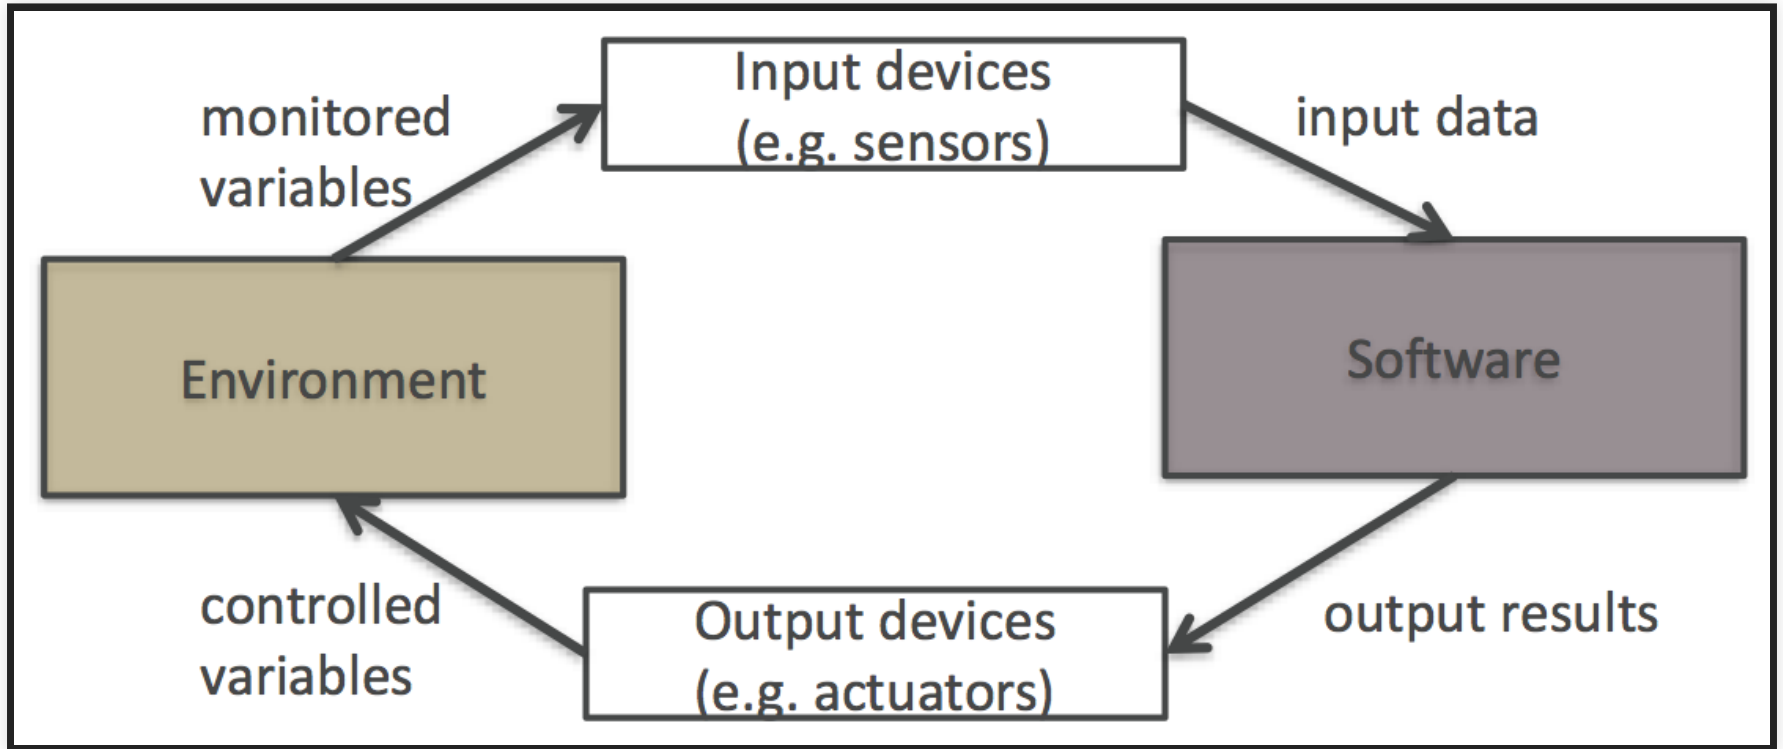 Input devices
(e.g. sensors)
monitored
variables
input data
Environment
Software
controlled
variables
Output devices
(e.g. actuators)
output results